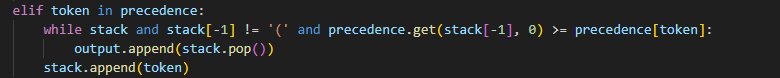 elif token in precedence:
    while stack and stack[-1] != '(' and precedence.get(stack[-1], 0) >= precedence[token]:
        output.append(stack.pop())
    stack.append(token)